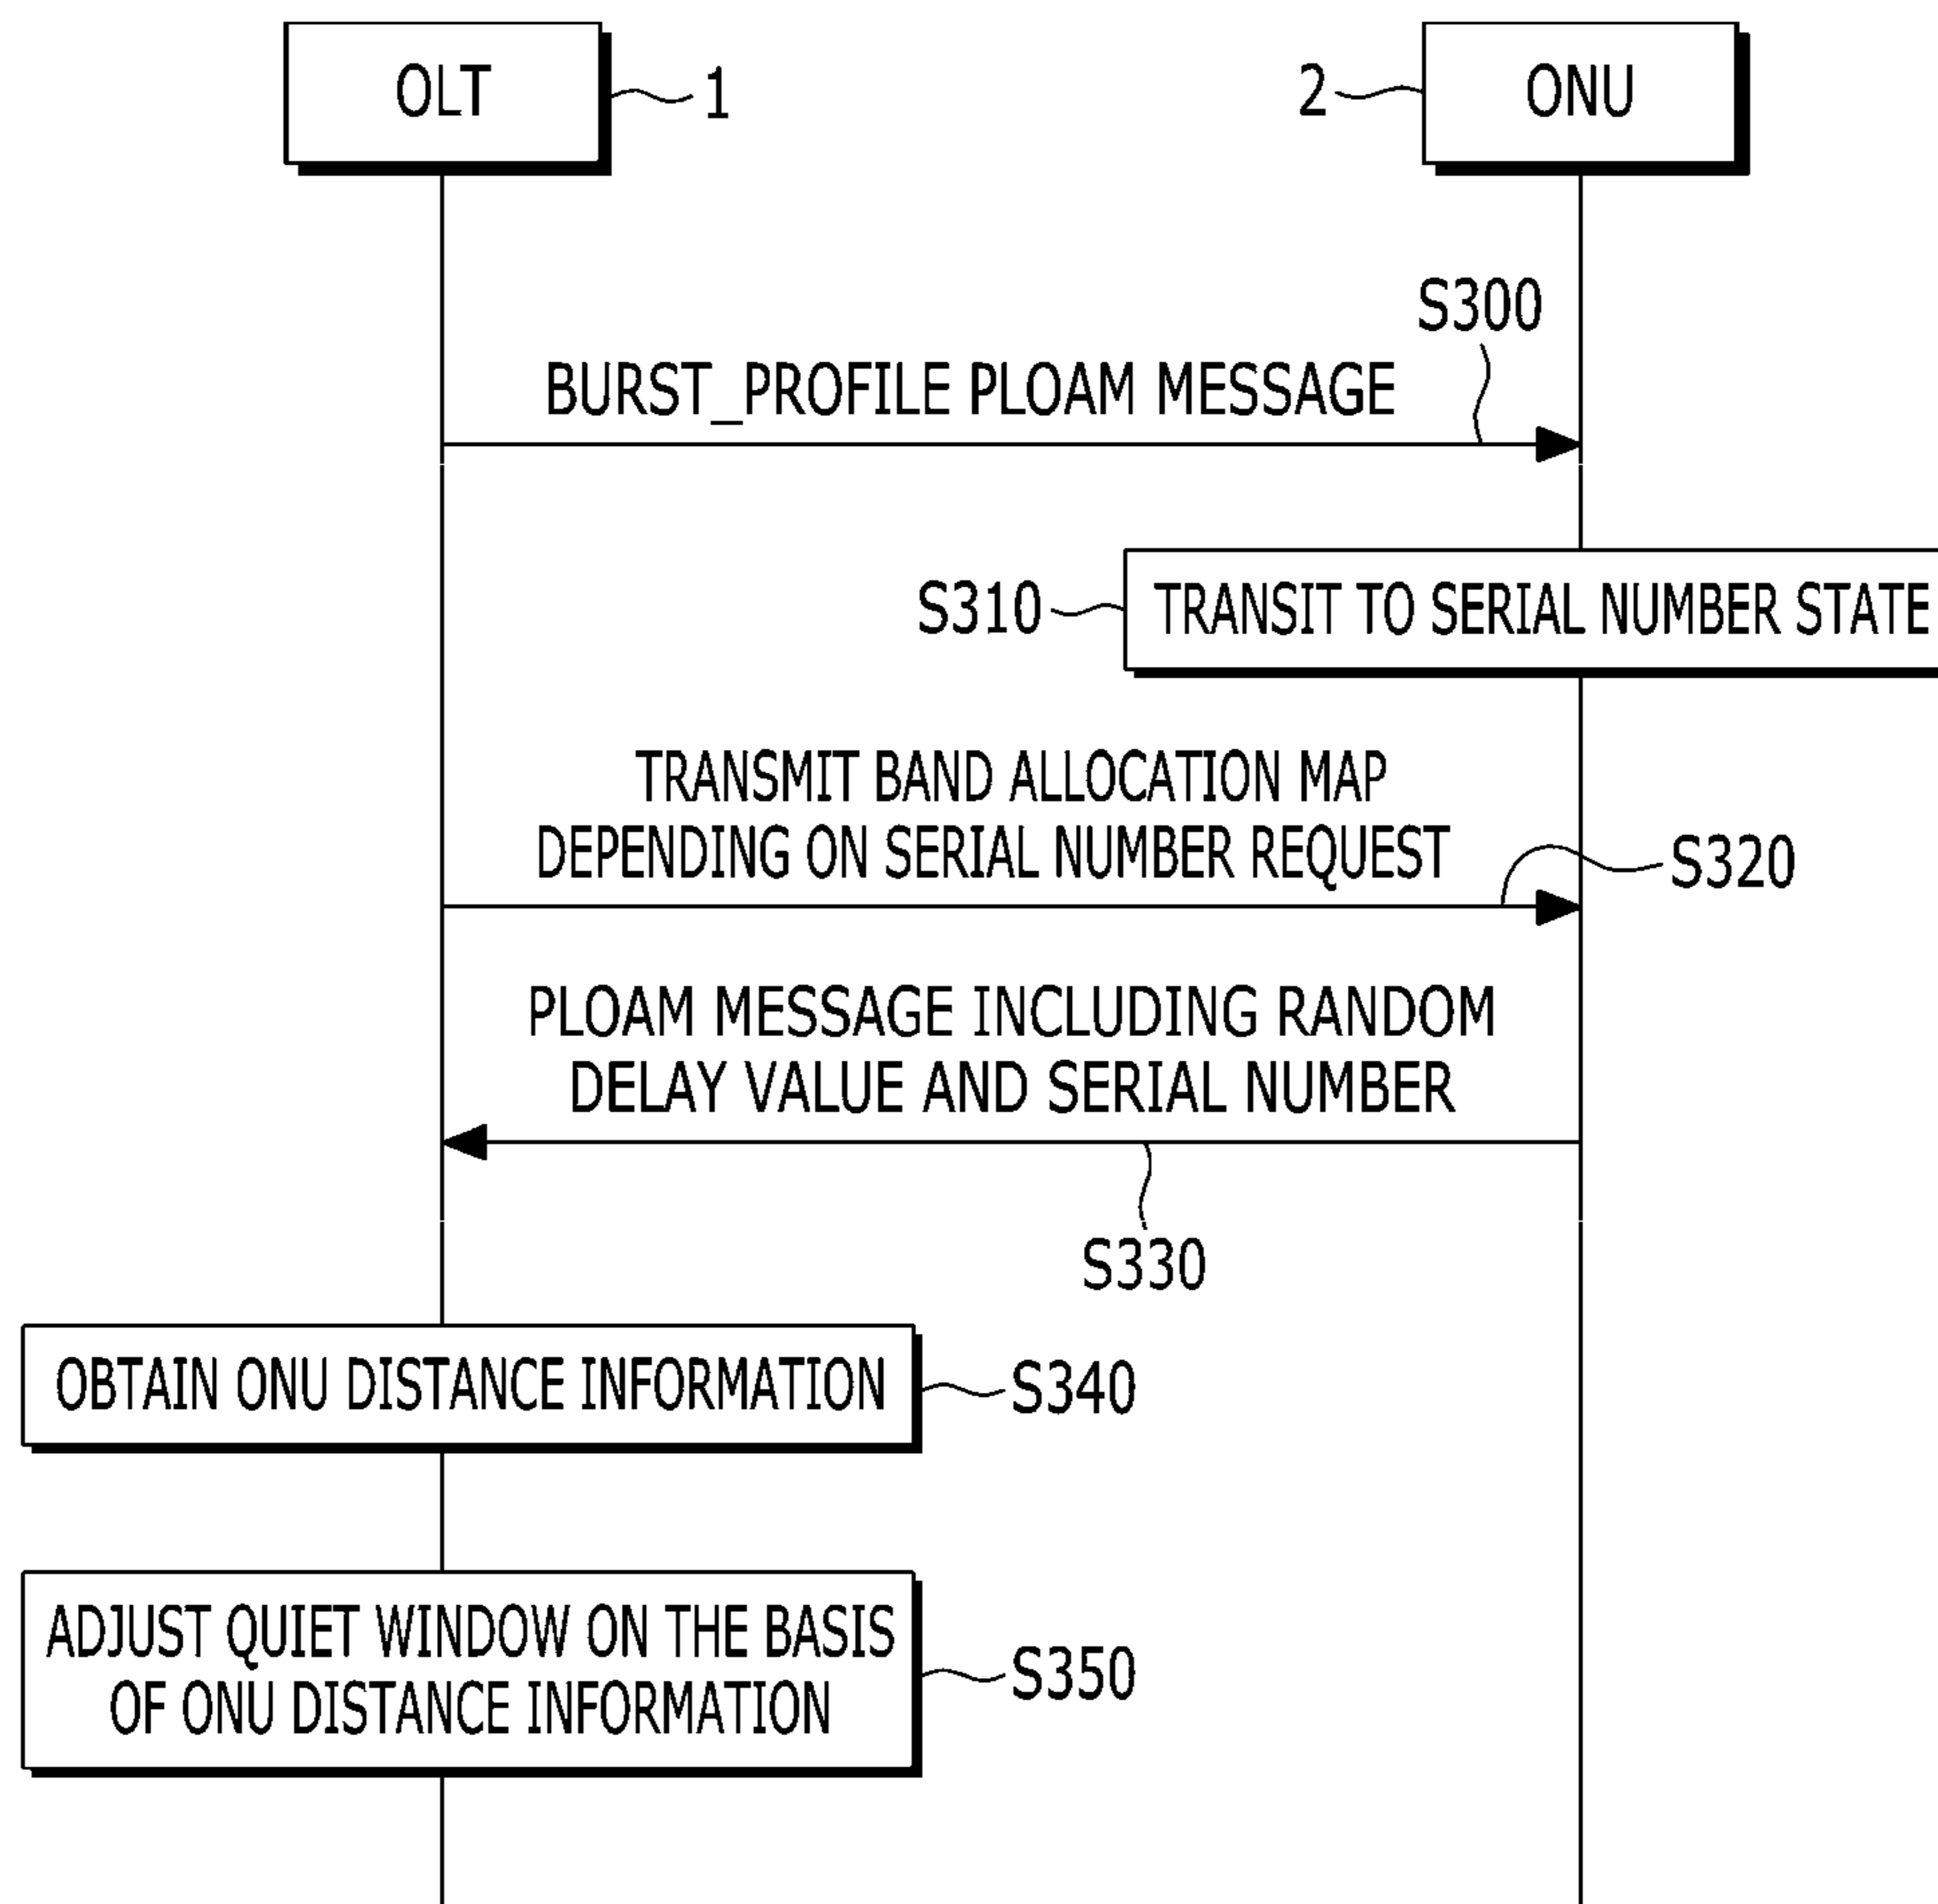 OLT
1
2
ONU
S300
BURST_PROFILE PLOAM MESSAGE
S310
TRANSIT TO SERIAL NUMBER STATE
TRANSMIT BAND ALLOCATION MAP
DEPENDING ON SERIAL NUMBER REQUEST
S320
PLOAM MESSAGE INCLUDING RANDOM
DELAY VALUE AND SERIAL NUMBER
S330
OBTAIN ONU DISTANCE INFORMATION
S340
ADJUST QUIET WINDOW ON THE BASIS
OF ONU DISTANCE INFORMATION
S350